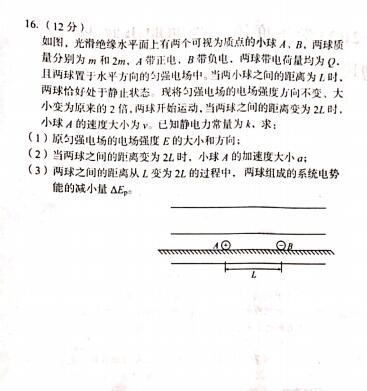 16.(12分)
如图,光滑绝缘水平面上有两个可视为质点的小球A、B,两球质
量分别为m和2m,A带正电,B带负电,两球带电荷量均为Q,
且两球置于水平方向的匀强电场中。当两小球之间的距离为L时,
两球恰好处于静止状态。现将匀强电场的电场强度方向不变、大
小变为原来的2倍,两球开始运动,当两球之间的距离变为2L时,
小球A的速度大小为v。已知静电力常量为k,求:
(1)原匀强电场的电场强度E的大小和方向;
(2)当两球之间的距离变为2L时,小球A的加速度大小a;
(3)两球之间的距离从L变为2L的过程中,两球组成的系统电势
能的减小量ΔEp。
A⊕ ⊖B
L